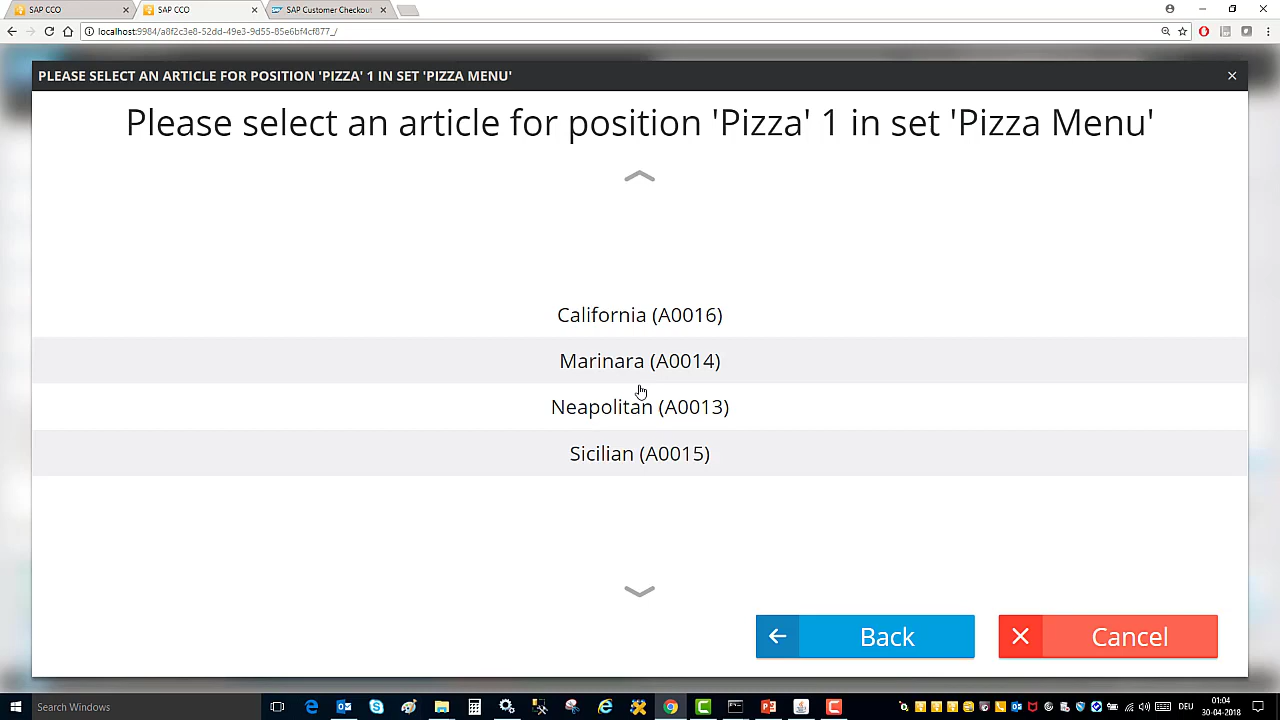 SAP CCO
SAP CCO
SAP Customer Checkout
localhost:9984/a8f2c3e8-52dd-49e3-9d55-85e6bf4cf877_/
PLEASE SELECT AN ARTICLE FOR POSITION 'PIZZA' 1 IN SET 'PIZZA MENU'
Please select an article for position 'Pizza' 1 in set 'Pizza Menu'
California (A0016)
Marinara (A0014)
Neapolitan (A0013)
Sicilian (A0015)
Back
Cancel
Search Windows
DEU
01:04
30-04-2018